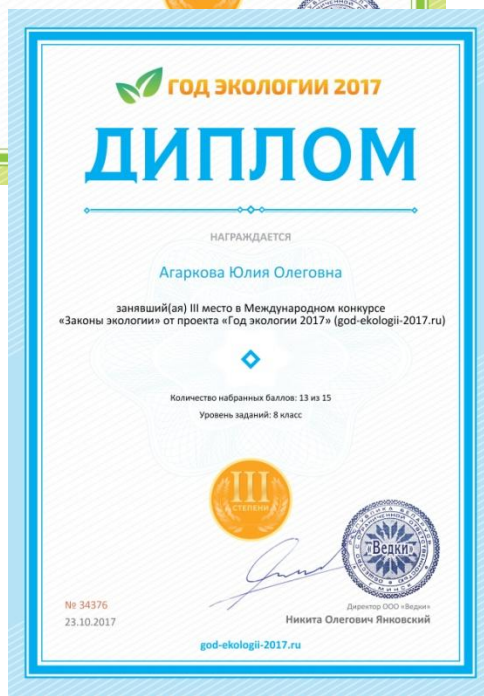 ГОД ЭКОЛОГИИ 2017
ДИПЛОМ
НАГРАЖДАЕТСЯ
Агаркова Юлия Олеговна
занявший(ая) III место в Международном конкурсе
«Законы экологии» от проекта «Год экологии 2017» (god-ekologii-2017.ru)
Количество набранных баллов: 13 из 15
Уровень заданий: 8 класс
III
СТЕПЕНИ
«Ведки»
№ 34376
23.10.2017
Директор ООО «Ведки»
Никита Олегович Янковский
god-ekologii-2017.ru